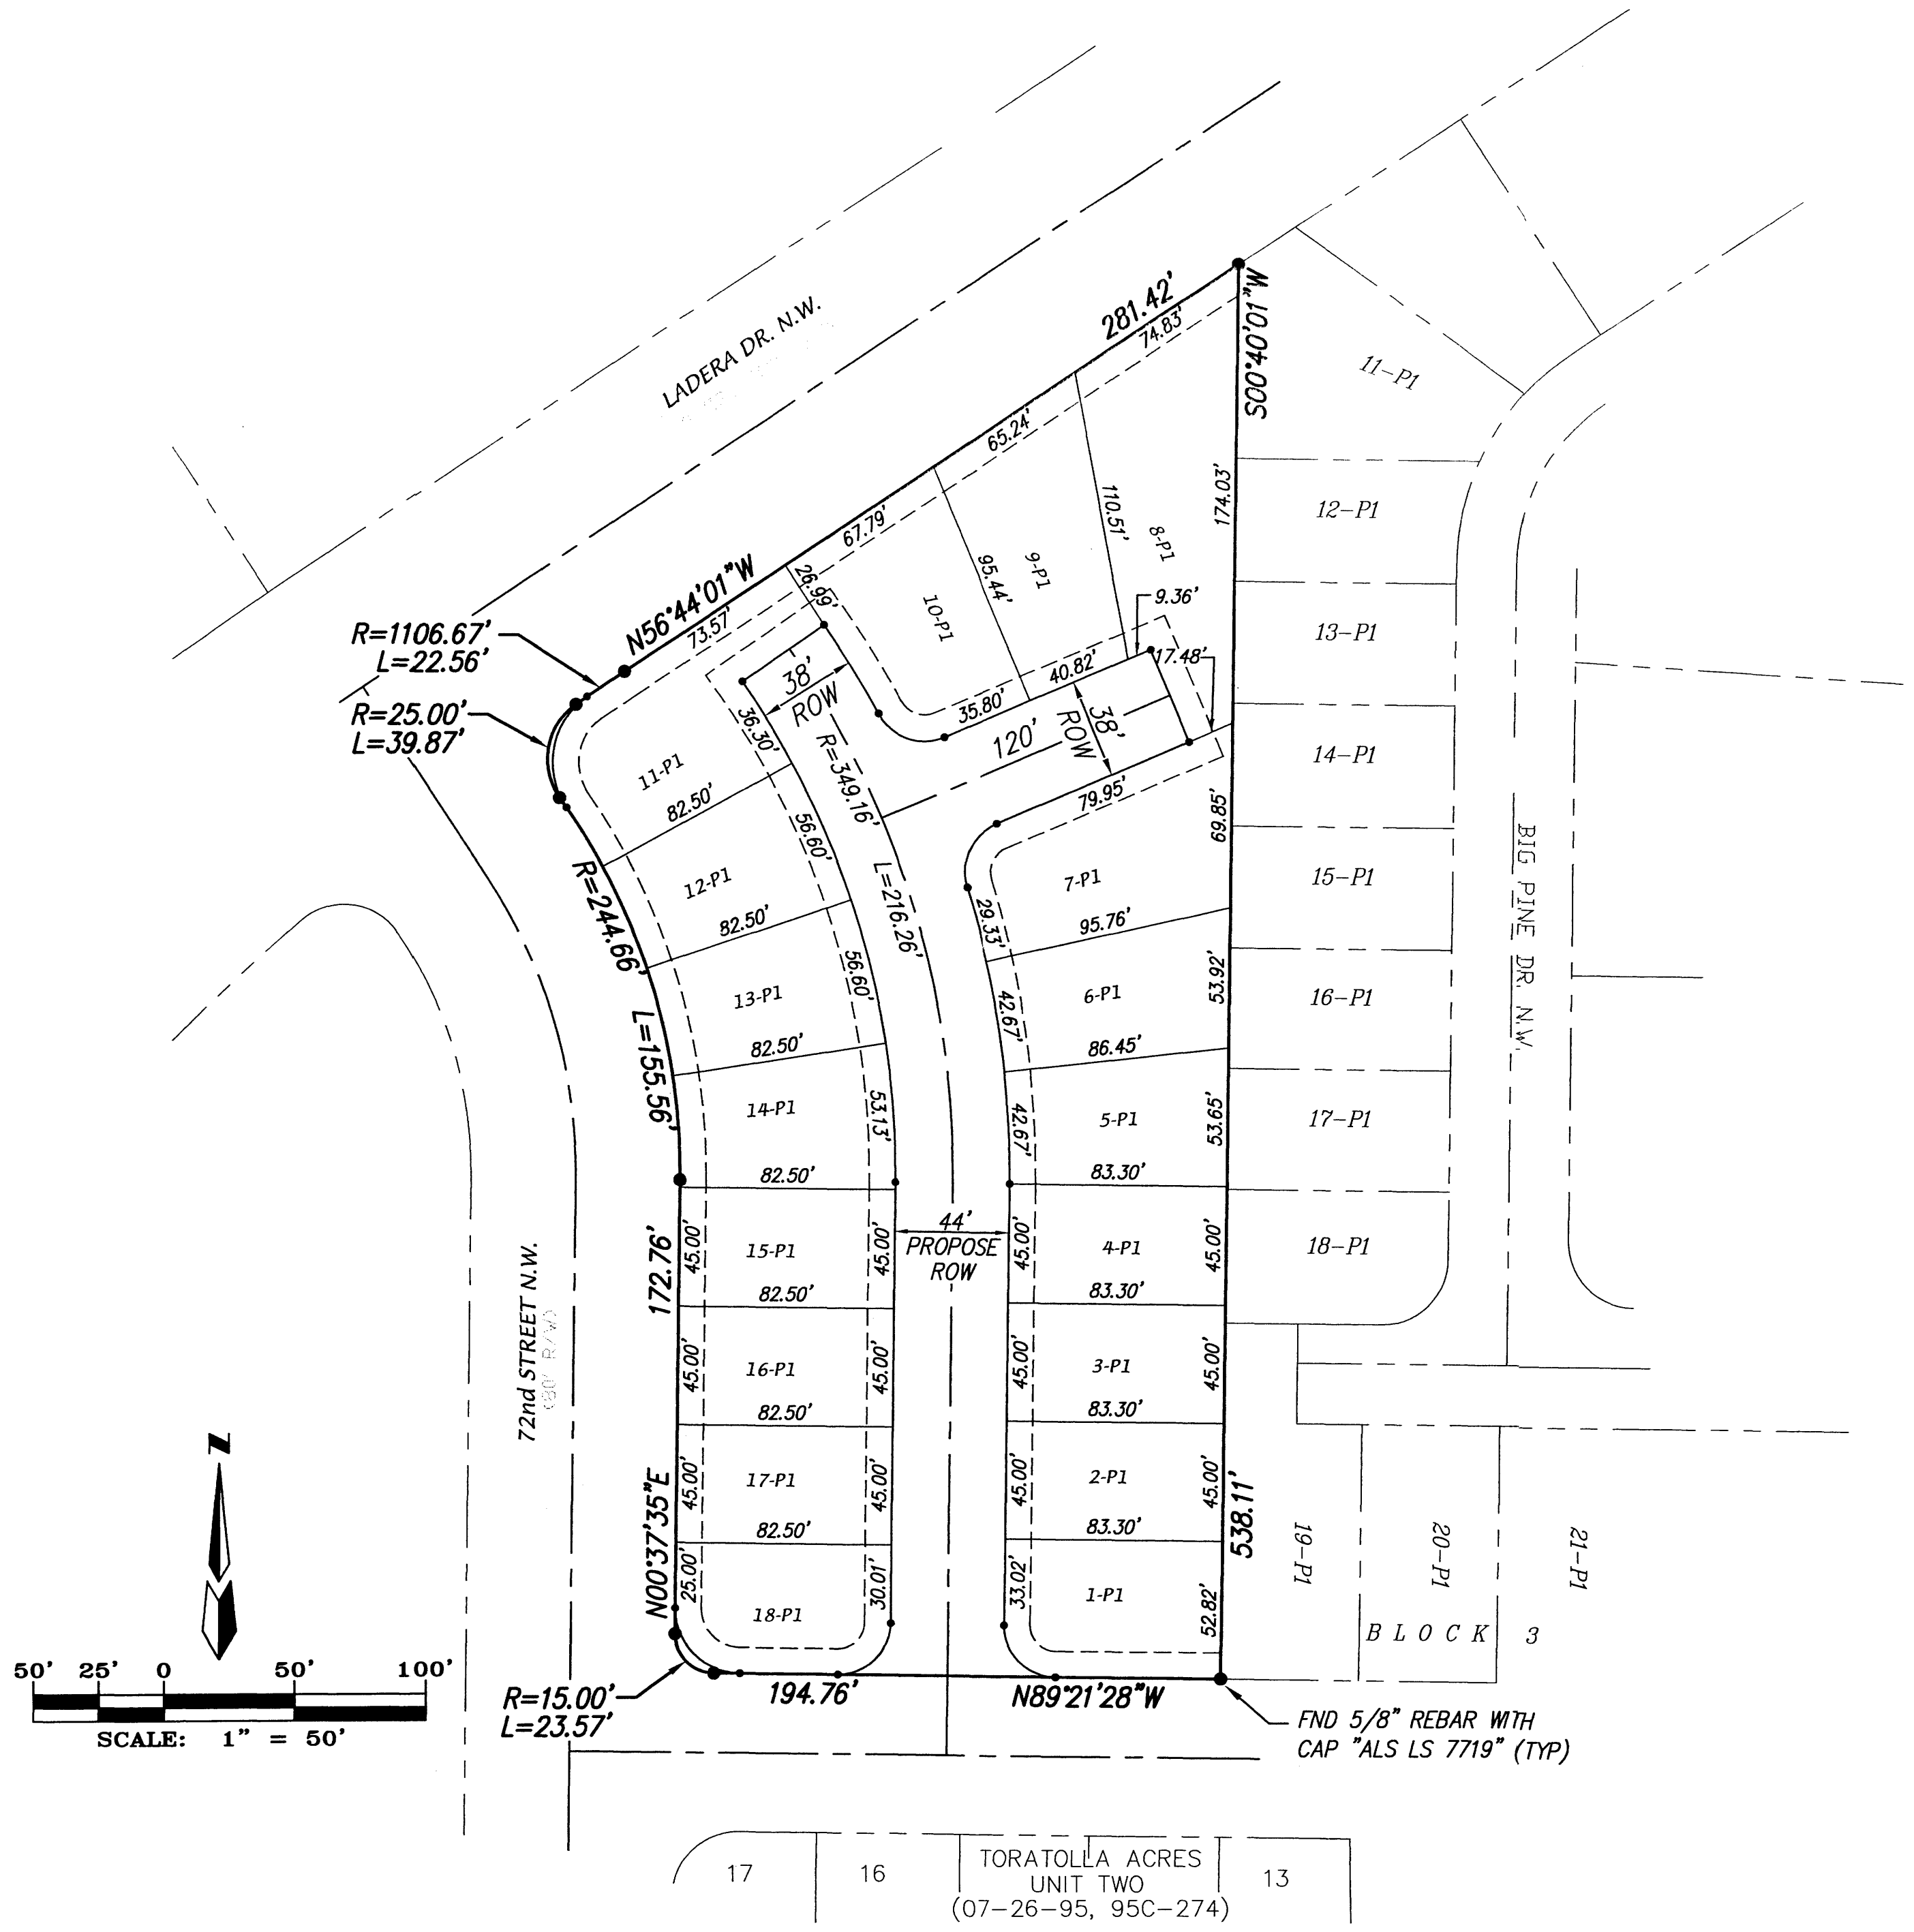 LADERA DR. N.W.
281.42'
74.83'
S00°40'01"W
65.24'
11-P1
67.79'
110.51'
174.03'
12-P1
8-P1
9-P1
95.44'
10-P1
26.99'
N56°44'01"W
73.57'
9.36'
R=1106.67'
L=22.56'
13-P1
17.48'
40.82'
38'
ROW
35.80'
38'
ROW
120'
R=25.00'
L=39.87'
36.30'
R=349.16'
14-P1
11-P1
82.50'
79.95'
69.85'
56.60'
BIG PINE DR. N.W.
R=244.66'
12-P1
82.50'
L=216.26'
7-P1
95.76'
15-P1
29.33'
56.60'
53.92'
13-P1
82.50'
6-P1
86.45'
16-P1
42.67'
L=155.56'
14-P1
53.13'
42.67'
5-P1
53.65'
17-P1
82.50'
83.30'
44'
PROPOSE
ROW
172.76'
45.00'
15-P1
45.00'
45.00'
4-P1
45.00'
18-P1
82.50'
83.30'
72nd STREET N.W.
(80' R/W)
45.00'
16-P1
45.00'
45.00'
3-P1
45.00'
82.50'
83.30'
N
N00°37'35"E
45.00'
17-P1
45.00'
45.00'
2-P1
45.00'
538.11'
82.50'
83.30'
19-P1
20-P1
21-P1
25.00'
18-P1
30.01'
33.02'
1-P1
52.82'
BLOCK 3
50' 25' 0 50' 100'
SCALE: 1" = 50'
R=15.00'
L=23.57'
194.76'
N89°21'28"W
FND 5/8" REBAR WITH
CAP "ALS LS 7719" (TYP)
17
16
TORATOLLA ACRES
UNIT TWO
(07-26-95, 95C-274)
13